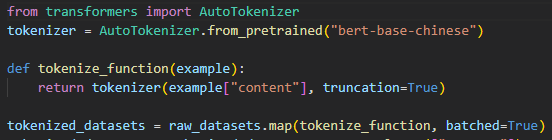 from transformers import AutoTokenizer
tokenizer = AutoTokenizer.from_pretrained("bert-base-chinese")
def tokenize_function(example):
    return tokenizer(example["content"], truncation=True)
tokenized_datasets = raw_datasets.map(tokenize_function, batched=True)